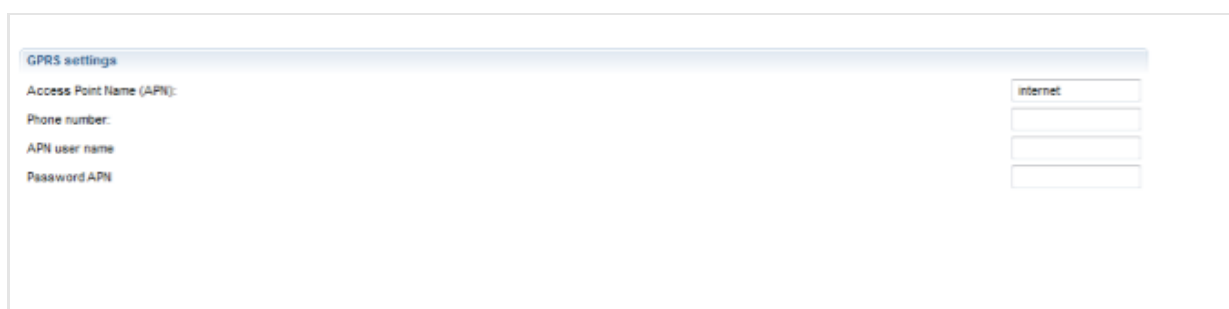 GPRS settings
Access Point Name (APN): internet
Phone number:
APN user name
Password APN